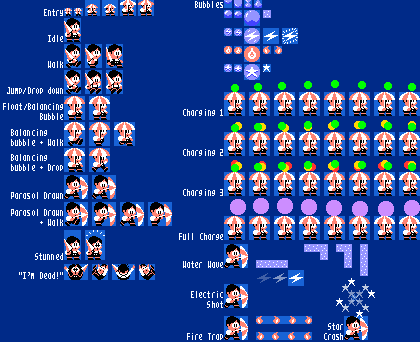 Entry
Idle
Walk
Jump/Drop down
Float/Balancing
Bubble
Balancing
bubble + Walk
Balancing
bubble + Drop
Parasol Drawn
Parasol Drawn
+ Walk
Stunned
"I'm Dead!"
Bubbles
Charging 1
Charging 2
Charging 3
Full Charge
Water Wave
Electric
Shot
Fire Trap
Star
Crash